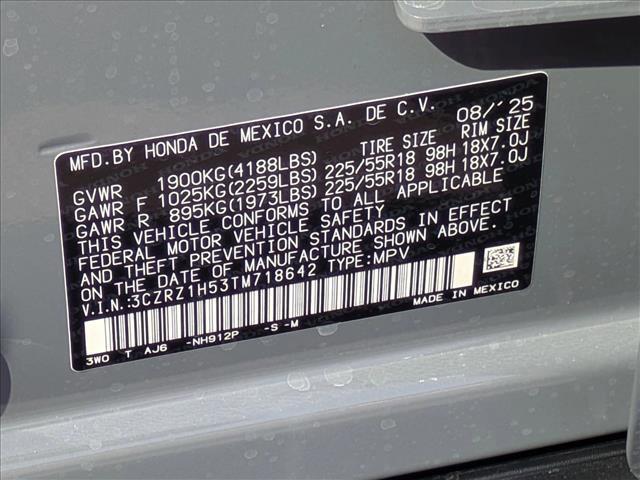 MFD.BY HONDA DE MEXICO S.A. DE C.V. 08/'25
TIRE SIZE RIM SIZE
GVWR 1900KG(4188LBS)
GAWR F 1025KG(2259LBS) 225/55R18 98H 18X7.0J
GAWR R 895KG(1973LBS) 225/55R18 98H 18X7.0J
THIS VEHICLE CONFORMS TO ALL APPLICABLE
FEDERAL MOTOR VEHICLE SAFETY
AND THEFT PREVENTION STANDARDS IN EFFECT
ON THE DATE OF MANUFACTURE SHOWN ABOVE.
V.I.N.:3CZRZ1H53TM718642 TYPE:MPV
MADE IN MEXICO
3W0 T AJ6 -NH912P -S -M